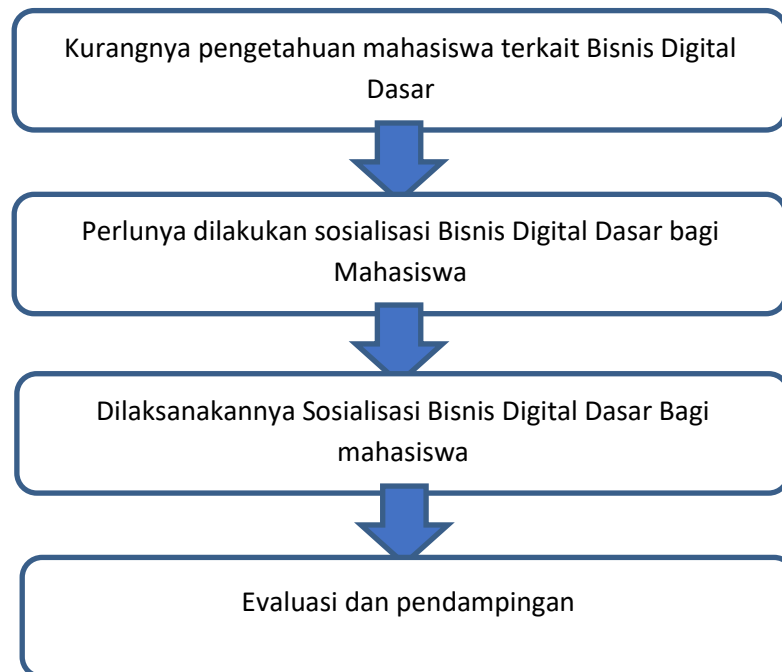 Kurangnya pengetahuan mahasiswa terkait Bisnis Digital
Dasar
Perlunya dilakukan sosialisasi Bisnis Digital Dasar bagi
Mahasiswa
Dilaksanakannya Sosialisasi Bisnis Digital Dasar Bagi
mahasiswa
Evaluasi dan pendampingan